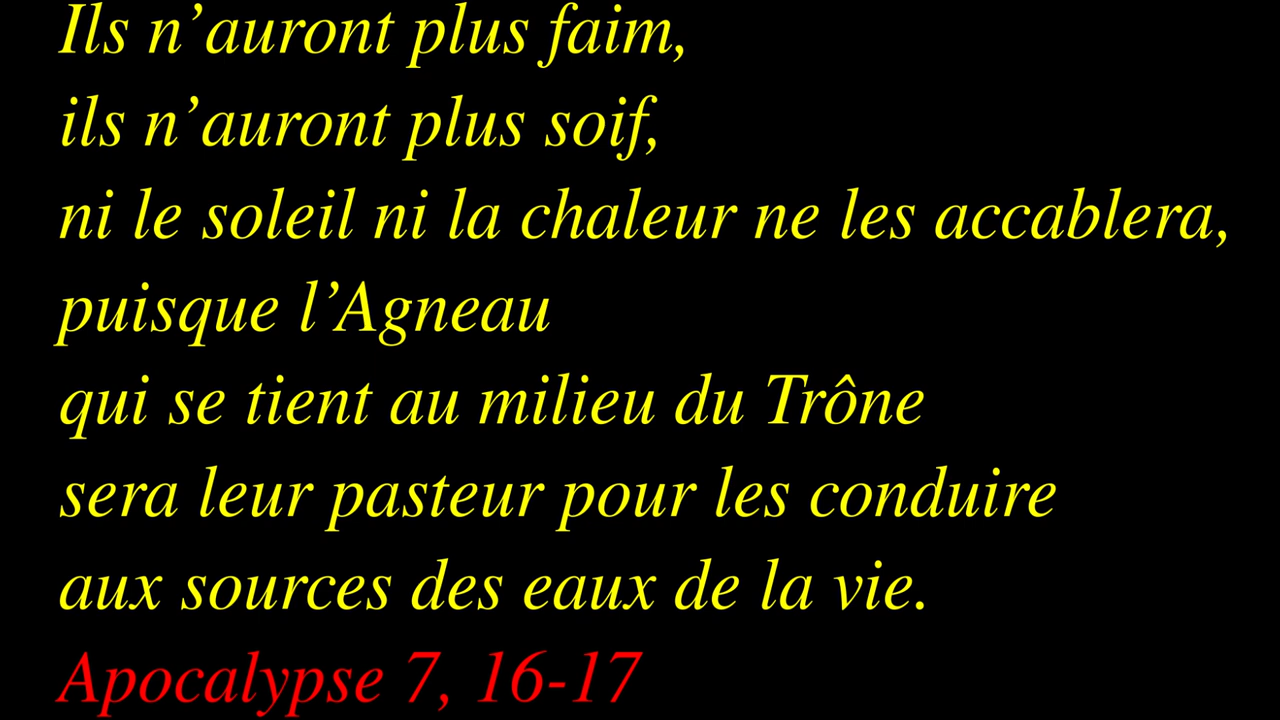 Ils n’auront plus faim,
ils n’auront plus soif,
ni le soleil ni la chaleur ne les accablera,
puisque l’Agneau
qui se tient au milieu du Trône
sera leur pasteur pour les conduire
aux sources des eaux de la vie.
Apocalypse 7, 16-17